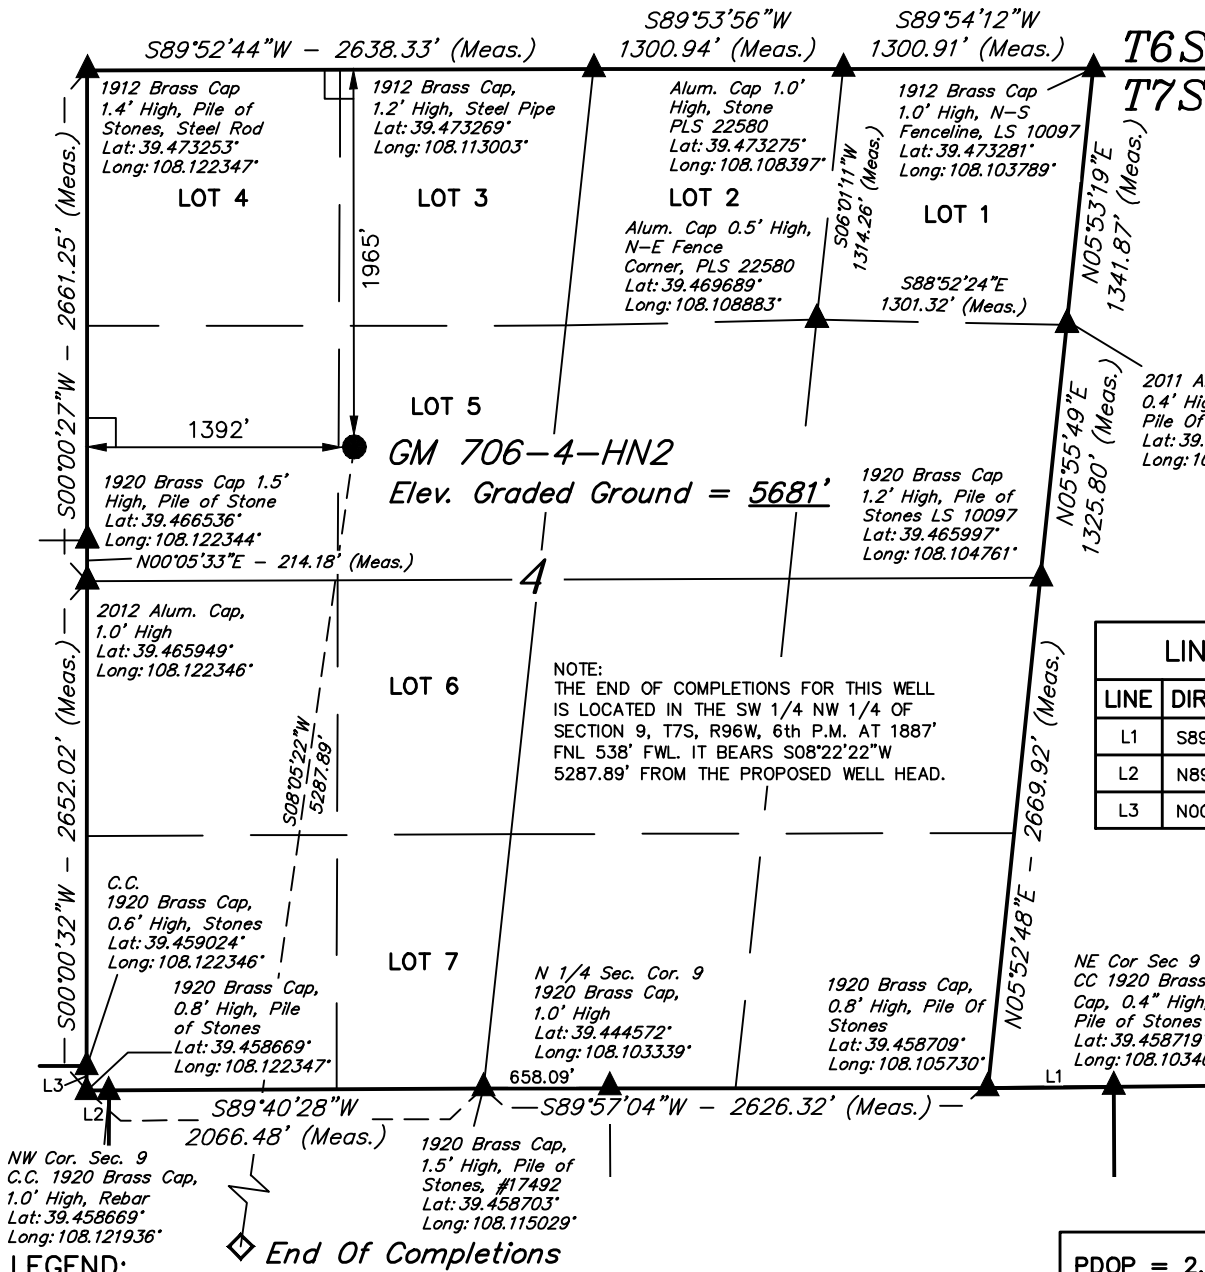 S89°52'44"W - 2638.33' (Meas.)
S89°53'56"W
1300.94' (Meas.)
S89°54'12"W
1300.91' (Meas.)
T6S
T7S
1912 Brass Cap
1.4' High, Pile of
Stones, Steel Rod
Lat: 39.473253°
Long: 108.122347°
1912 Brass Cap,
1.2' High, Steel Pipe
Lat: 39.473269°
Long: 108.113003°
Alum. Cap 1.0'
High, Stone
PLS 22580
Lat: 39.473275°
Long: 108.108397°
1912 Brass Cap
1.0' High, N-S
Fenceline, LS 10097
Lat: 39.473281°
Long: 108.103789°
LOT 4
LOT 3
LOT 2
LOT 1
S06°01'11"W
1314.26' (Meas.)
N05°53'19"E
1341.87' (Meas.)
S00°00'27"W - 2661.25' (Meas.)
1965'
Alum. Cap 0.5' High,
N-E Fence
Corner, PLS 22580
Lat: 39.469689°
Long: 108.108883°
S88°52'24"E
1301.32' (Meas.)
2011 A
0.4' Hig
Pile Of
Lat: 39.
Long: 10
N05°55'49"E
1325.80' (Meas.)
LOT 5
1392'
GM 706-4-HN2
Elev. Graded Ground = 5681'
1920 Brass Cap 1.5'
High, Pile of Stone
Lat: 39.466536°
Long: 108.122344°
1920 Brass Cap
1.2' High, Pile of
Stones LS 10097
Lat: 39.465997°
Long: 108.104761°
N00°05'33"E - 214.18' (Meas.)
4
2012 Alum. Cap,
1.0' High
Lat: 39.465949°
Long: 108.122346°
LOT 6
NOTE:
THE END OF COMPLETIONS FOR THIS WELL
IS LOCATED IN THE SW 1/4 NW 1/4 OF
SECTION 9, T7S, R96W, 6th P.M. AT 1887'
FNL 538' FWL. IT BEARS S08°22'22"W
5287.89' FROM THE PROPOSED WELL HEAD.
LIN
LINE DIR
L1 S89
L2 N89
L3 N00
S08°05'22"W
5287.89'
S00°00'32"W - 2652.02' (Meas.)
N05°52'48"E - 2669.92' (Meas.)
C.C.
1920 Brass Cap,
0.6' High, Stones
Lat: 39.459024°
Long: 108.122346°
LOT 7
1920 Brass Cap,
0.8' High, Pile
of Stones
Lat: 39.458669°
Long: 108.122347°
N 1/4 Sec. Cor. 9
1920 Brass Cap,
1.0' High
Lat: 39.444572°
Long: 108.103339°
1920 Brass Cap,
0.8' High, Pile Of
Stones
Lat: 39.458709°
Long: 108.105730°
NE Cor Sec 9
CC 1920 Brass
Cap, 0.4" High,
Pile of Stones
Lat: 39.458719
Long: 108.1034
L3
L2
L1
658.09'
S89°40'28"W
2066.48' (Meas.)
S89°57'04"W - 2626.32' (Meas.)
NW Cor. Sec. 9
C.C. 1920 Brass Cap,
1.0' High, Rebar
Lat: 39.458669°
Long: 108.121936°
1920 Brass Cap,
1.5' High, Pile of
Stones, #17492
Lat: 39.458703°
Long: 108.115029°
End Of Completions
LEGEND:
PDOP = 2.